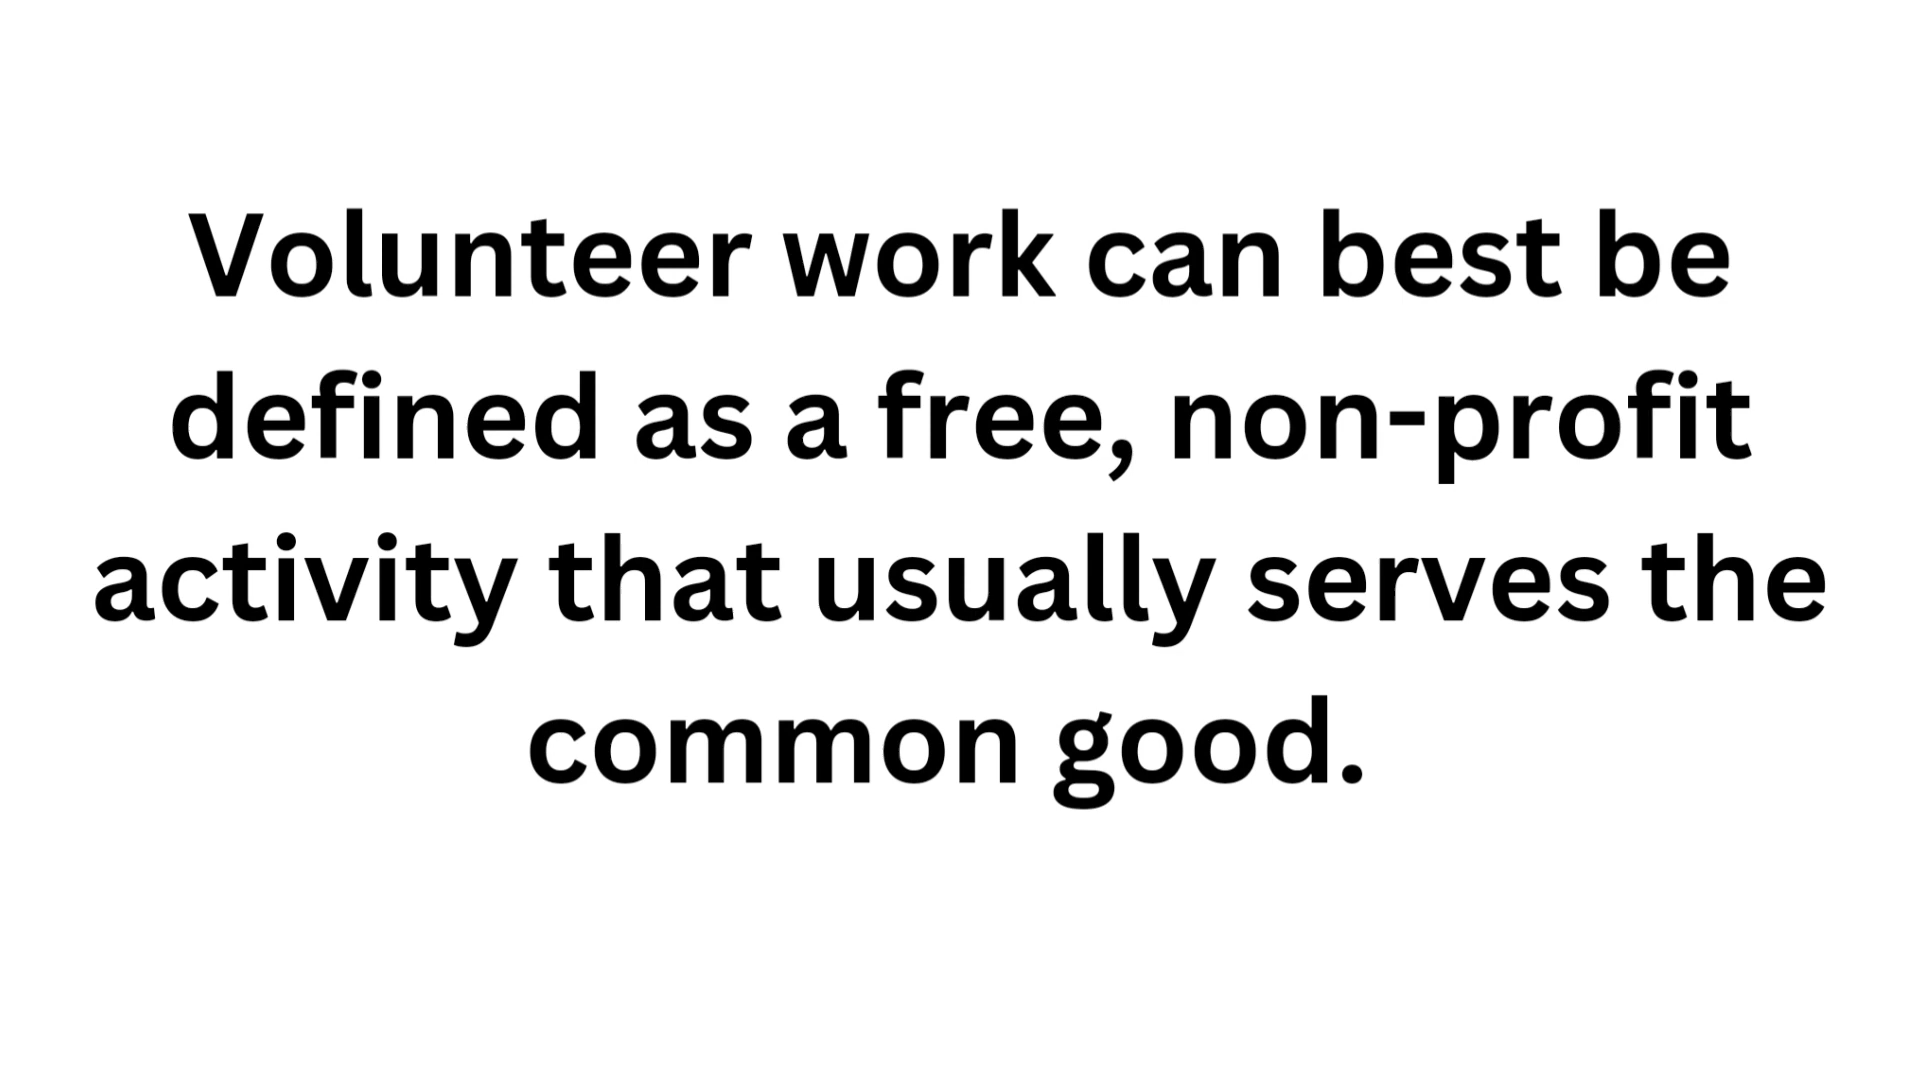 Volunteer work can best be
defined as a free, non-profit
activity that usually serves the
common good.